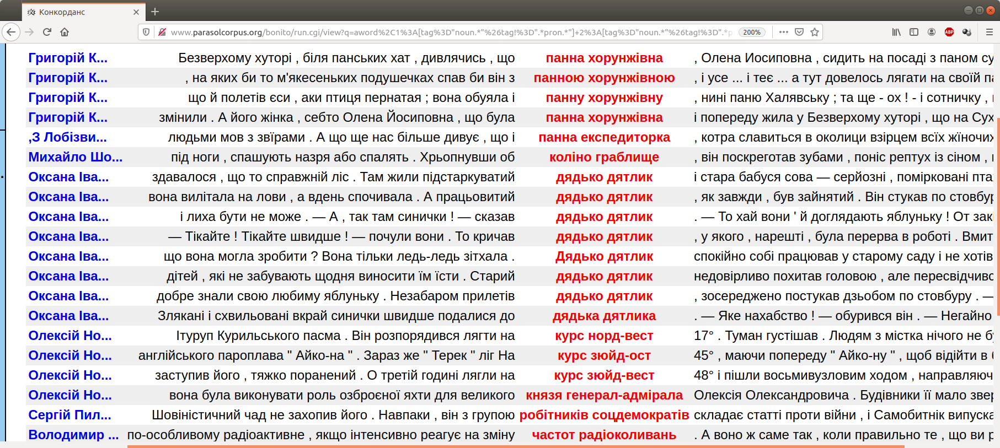 Конкорданс
www.parasolcorpus.org/bonito/run.cgi/view?q=aword%2C1%3A[tag%3D"noun.*"%26tag!%3D".*pron.*"]+2%3A[tag%3D"noun.*"%26tag!%3D".*pr 200%
ABP
Григорій К... Безверхому хуторі , біля панських хат , дивлячись , що панна хорунжівна , Олена Иосиповна , сидить на посаді з паном су
Григорій К... , на яких би то м'якесеньких подушечках спав би він з панною хорунжівною , і усе ... і теє ... а тут довелось лягати на своїй
Григорій К... що й полетів єси , аки птиця пернатая ; вона обуяла і панну хорунжівну , нині паню Халявську ; та ще - ох ! - і сотничку ,
Григорій К... змінили . А його жінка , себто Олена Йосиповна , що була панна хорунжівна і попереду жила у Безверхому хуторі , що на Сух
,З Лобізви... людьми мов з звїрами . А що ще нас більше дивує , що і панна експедиторка , котра славиться в околици взірцем всїх жїночих
Михайло Шо... під ноги , спашують назря або спалять . Хрьопнувши об коліно граблище , він поскреготав зубами , поніс рептух із сіном ,
Оксана Іва... здавалося , що то справжній ліс . Там жили підстаркуватий дядько дятлик і стара бабуся сова — серйозні , помірковані пта
Оксана Іва... вона вилітала на лови , а вдень спочивала . А працьовитий дядько дятлик , як завжди , був зайнятий . Він стукав по стовбур
Оксана Іва... і лиха бути не може . — А , так там синички ! — сказав дядько дятлик . — То хай вони ' й доглядають яблуньку ! От зак
Оксана Іва... — Тікайте ! Тікайте швидше ! — почули вони . То кричав дядько дятлик , у якого , нарешті , була перерва в роботі . Вмит
Оксана Іва... що вона могла зробити ? Вона тільки ледь-ледь зітхала . Дядько дятлик спокійно собі працював у старому саду і не хотів
Оксана Іва... дітей , які не забувають щодня виносити їм їсти . Старий дядько дятлик недовірливо похитав головою , але пересвідчивс
Оксана Іва... добре знали свою любиму яблуньку . Незабаром прилетів дядько дятлик , зосереджено постукав дзьобом по стовбуру . —
Оксана Іва... Злякані і схвильовані вкрай синички швидше подалися до дядька дятлика . — Яке нахабство ! — обурився він . — Негайно
Олексій Но... Ітуруп Курильського пасма . Він розпорядився лягти на курс норд-вест 17° . Туман густішав . Людям з містка нічого не б
Олексій Но... англійського пароплава " Айко-на " . Зараз же " Терек " ліг На курс зюйд-ост 45° , маючи попереду " Айко-ну " , щоб відійти в
Олексій Но... заступив його , тяжко поранений . О третій годині лягли на курс зюйд-вест 48° і пішли восьмивузловим ходом , направляюч
Олексій Но... вона була виконувати роль озброєної яхти для великого князя генерал-адмірала Олексія Олександровича . Будівники її мало звер
Сергій Пил... Шовіністичний чад не захопив його . Навпаки , він з групою робітників соцдемократів складає статті проти війни , і Самобитнік випуска
Володимир ... по-особливому радіоактивне , якщо інтенсивно реагує на зміну частот радіоколивань . А воно ж саме так , коли правильно те , що ви